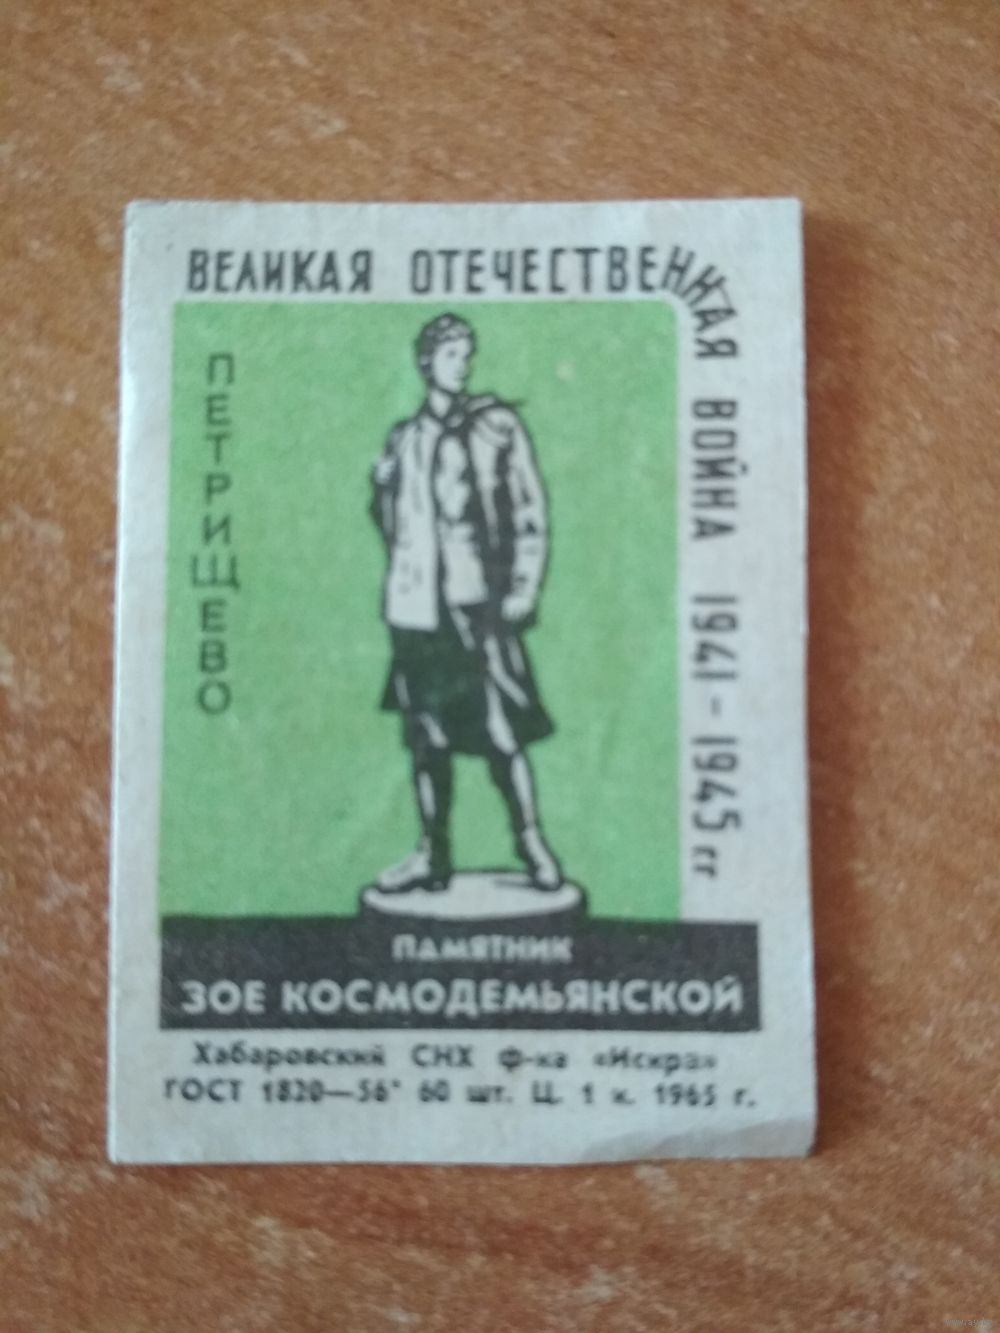 ВЕЛИКАЯ ОТЕЧЕСТВЕННАЯ ВОЙНА 1941-1945 гг
ПЕТРИЩЕВО
ПАМЯТНИК
ЗОЕ КОСМОДЕМЬЯНСКОЙ
Хабаровский СНХ ф-ка «Искра»
ГОСТ 1820—56* 60 шт. Ц. 1 к. 1965 г.